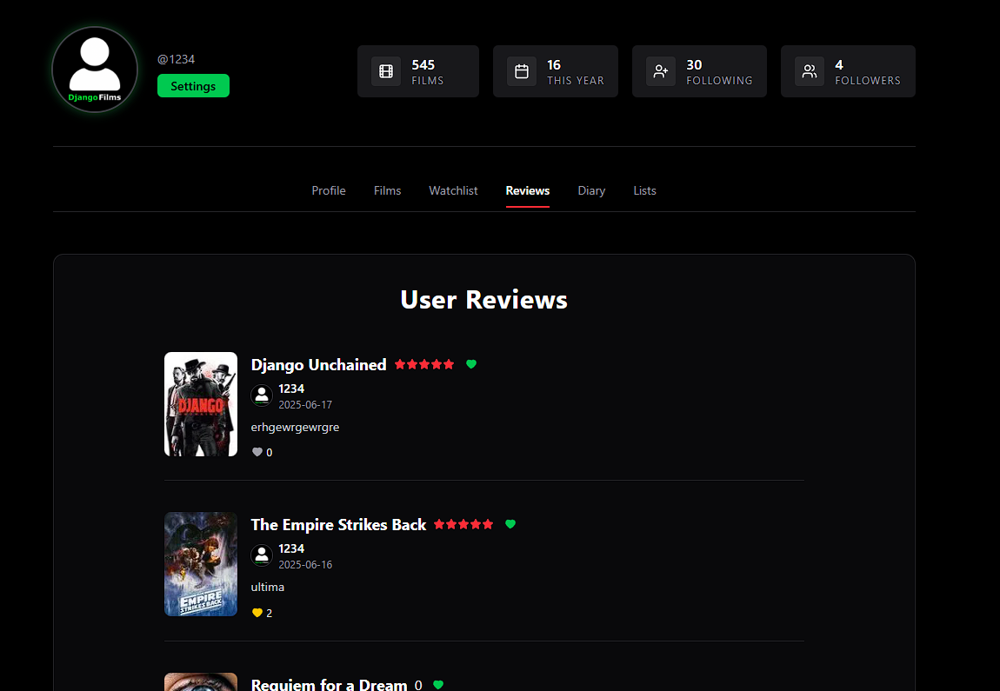 @1234
Settings
DjangoFilms
545
FILMS
16
THIS YEAR
30
FOLLOWING
4
FOLLOWERS
Profile Films Watchlist Reviews Diary Lists
User Reviews
Django Unchained
1234
2025-06-17
erhgewrgewrgre
0
DJANGO
The Empire Strikes Back
1234
2025-06-16
ultima
2
EMPIRE
STRIKES BACK
Requiem for a Dream 0